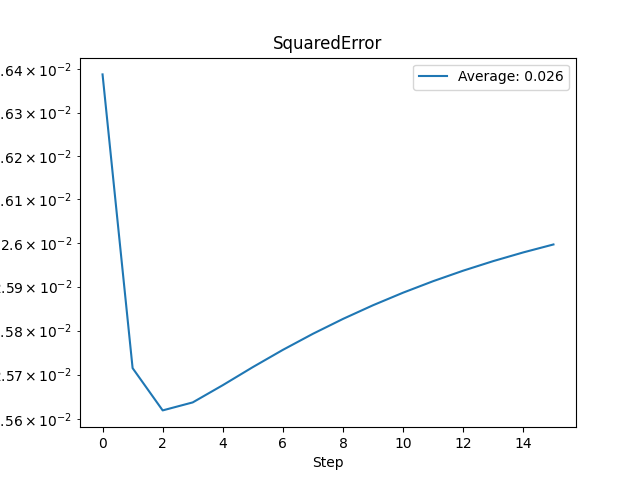 SquaredError
Average: 0.026
.64 × 10⁻²
.63 × 10⁻²
.62 × 10⁻²
.61 × 10⁻²
2.6 × 10⁻²
.59 × 10⁻²
.58 × 10⁻²
.57 × 10⁻²
.56 × 10⁻²
0 2 4 6 8 10 12 14
Step